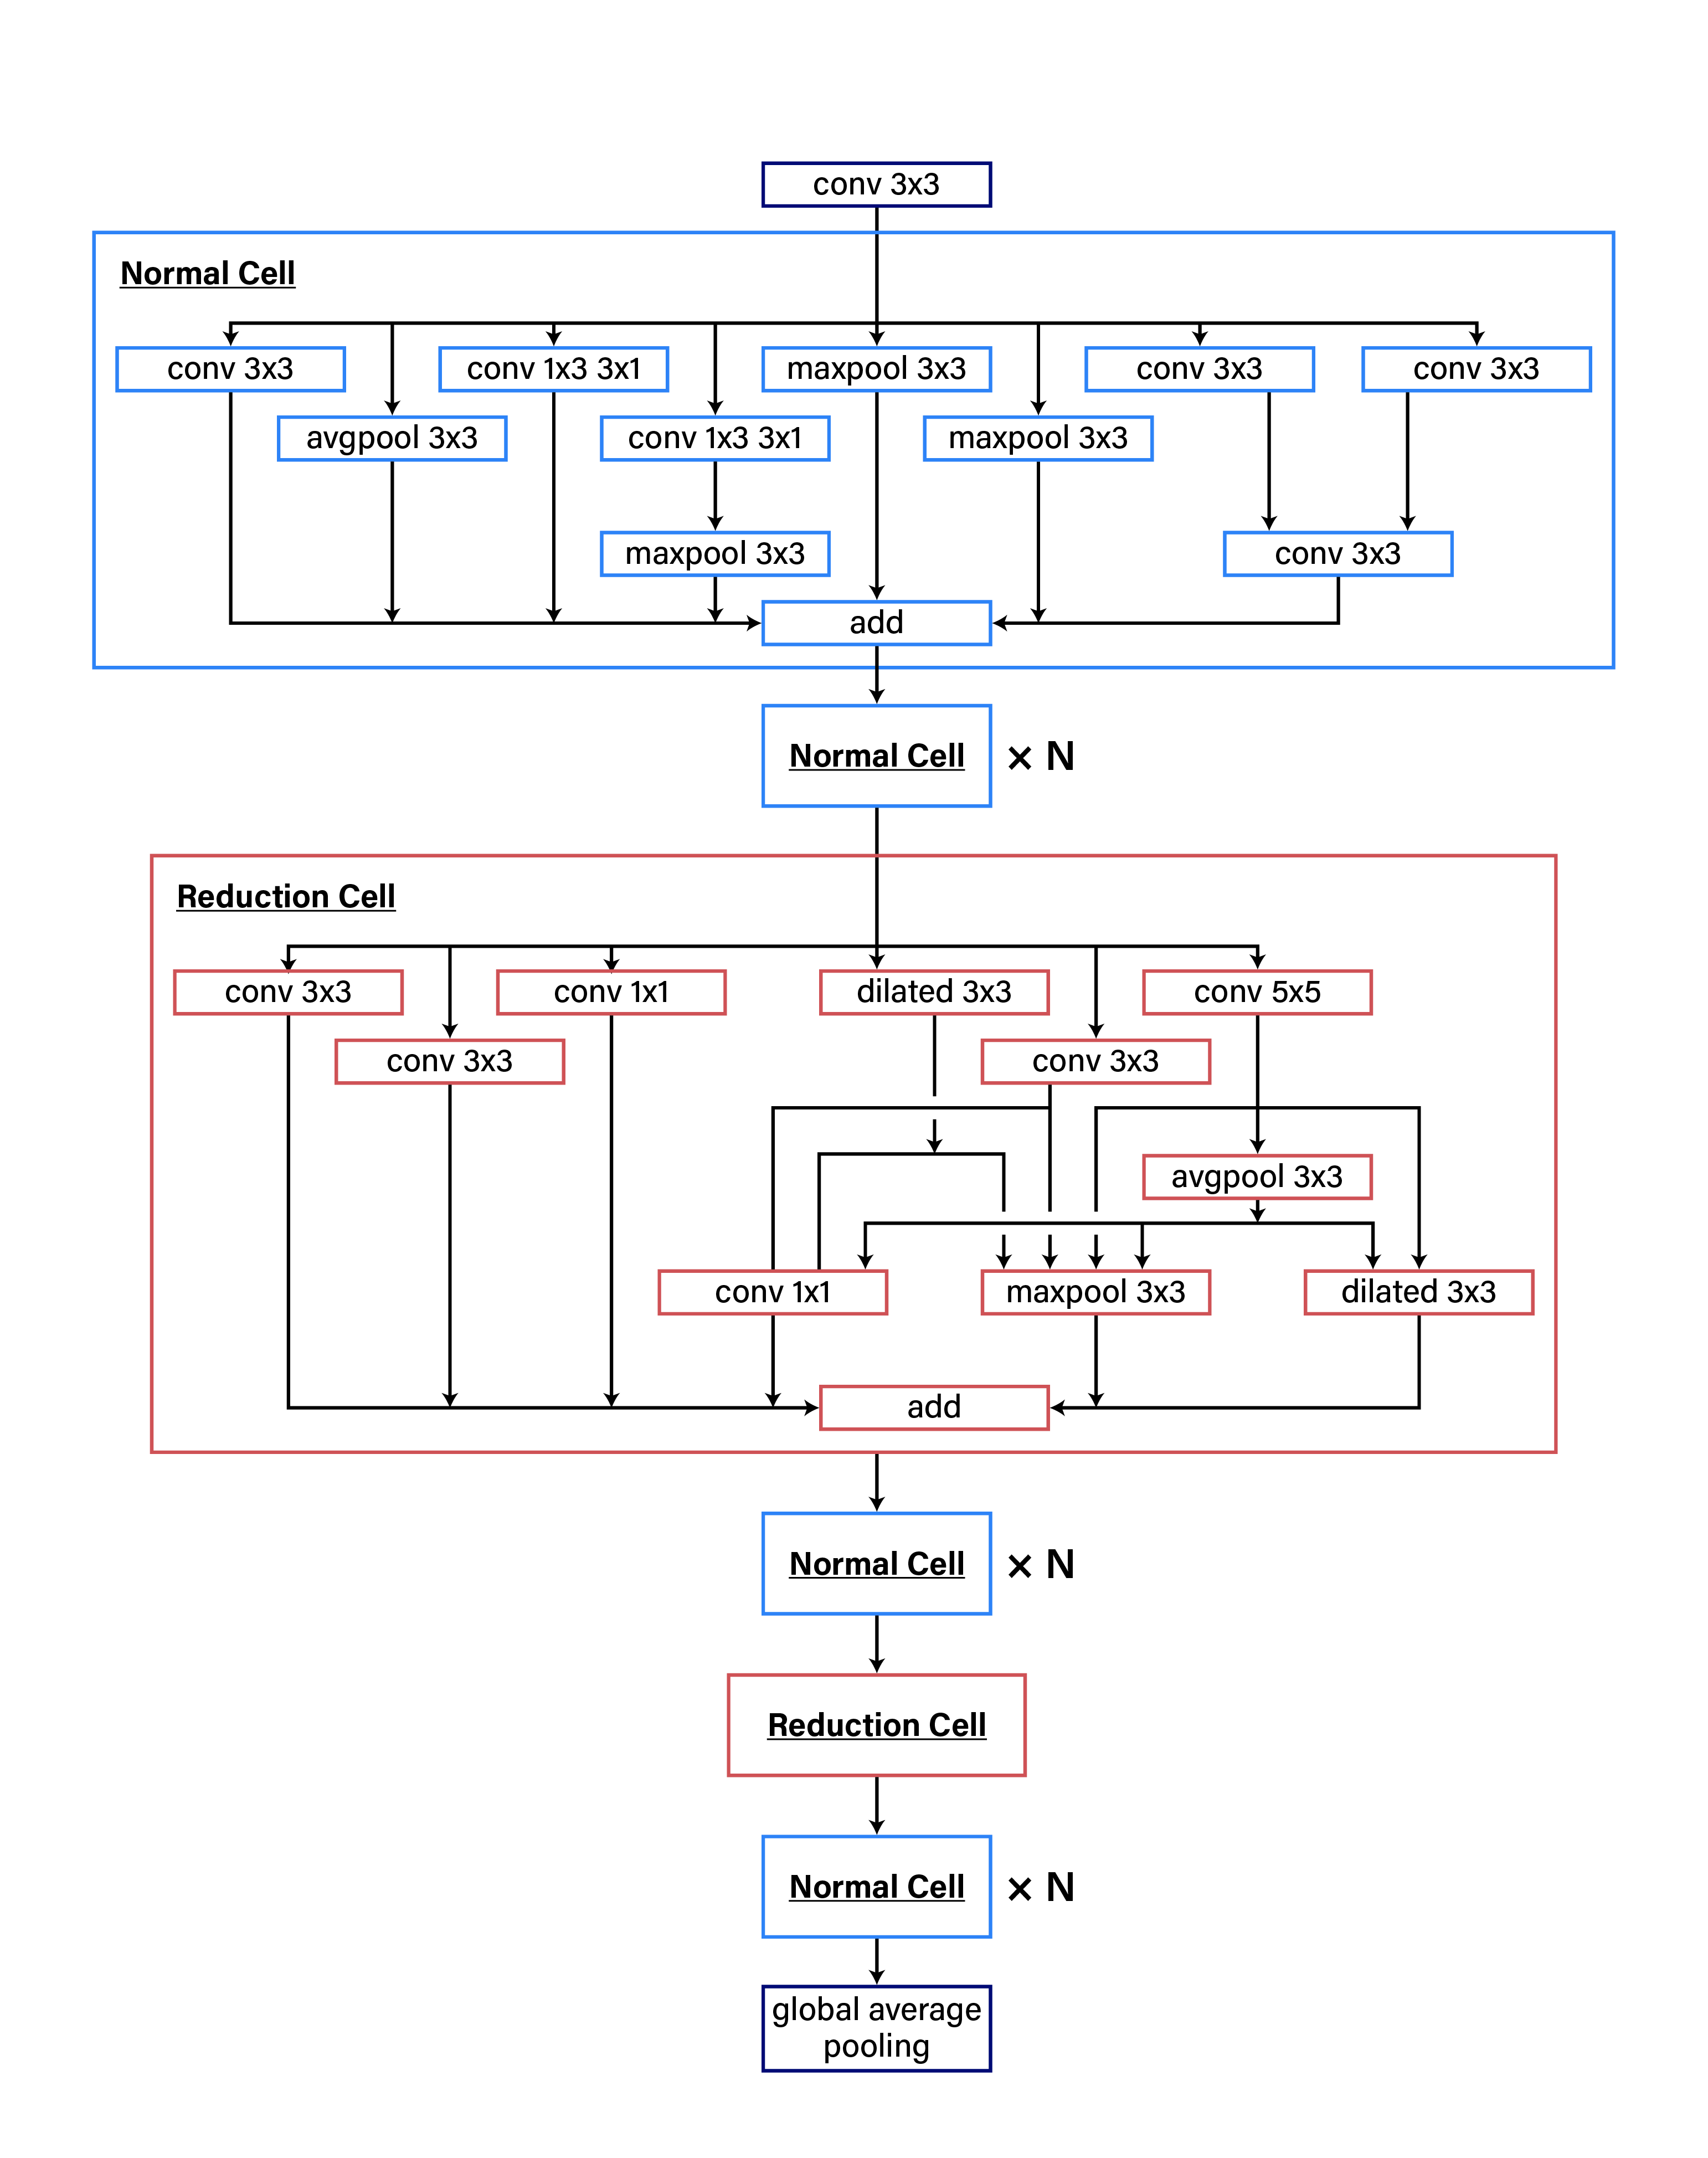 conv 3x3
Normal Cell
conv 3x3
conv 1x3 3x1
maxpool 3x3
conv 3x3
conv 3x3
avgpool 3x3
conv 1x3 3x1
maxpool 3x3
maxpool 3x3
conv 3x3
add
Normal Cell × N
Reduction Cell
conv 3x3
conv 1x1
dilated 3x3
conv 5x5
conv 3x3
conv 3x3
avgpool 3x3
conv 1x1
maxpool 3x3
dilated 3x3
add
Normal Cell × N
Reduction Cell
Normal Cell × N
global average
pooling